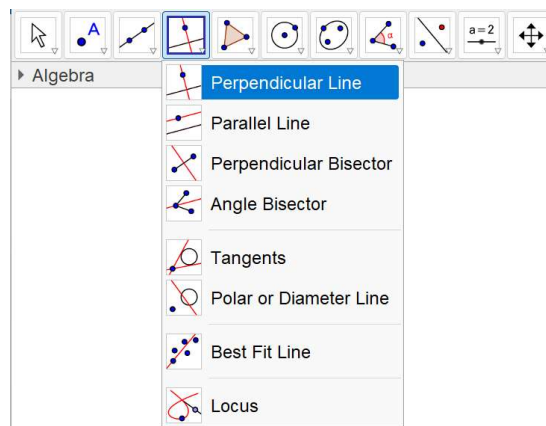 A
α
a=2
Algebra
Perpendicular Line
Parallel Line
Perpendicular Bisector
Angle Bisector
Tangents
Polar or Diameter Line
Best Fit Line
Locus